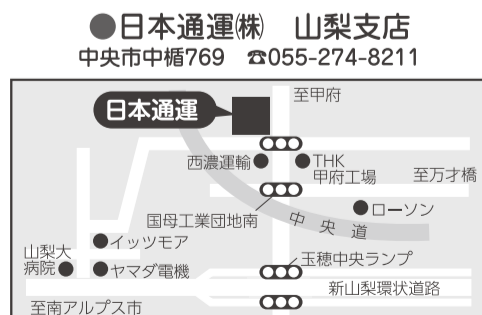 ●日本通運㈱　山梨支店
中央市中楯769　☎055-274-8211
至甲府
日本通運
西濃運輸
THK
甲府工場
至万才橋
ローソン
国母工業団地南
中央道
イッツモア
山梨大
病院
ヤマダ電機
玉穂中央ランプ
新山梨環状道路
至南アルプス市